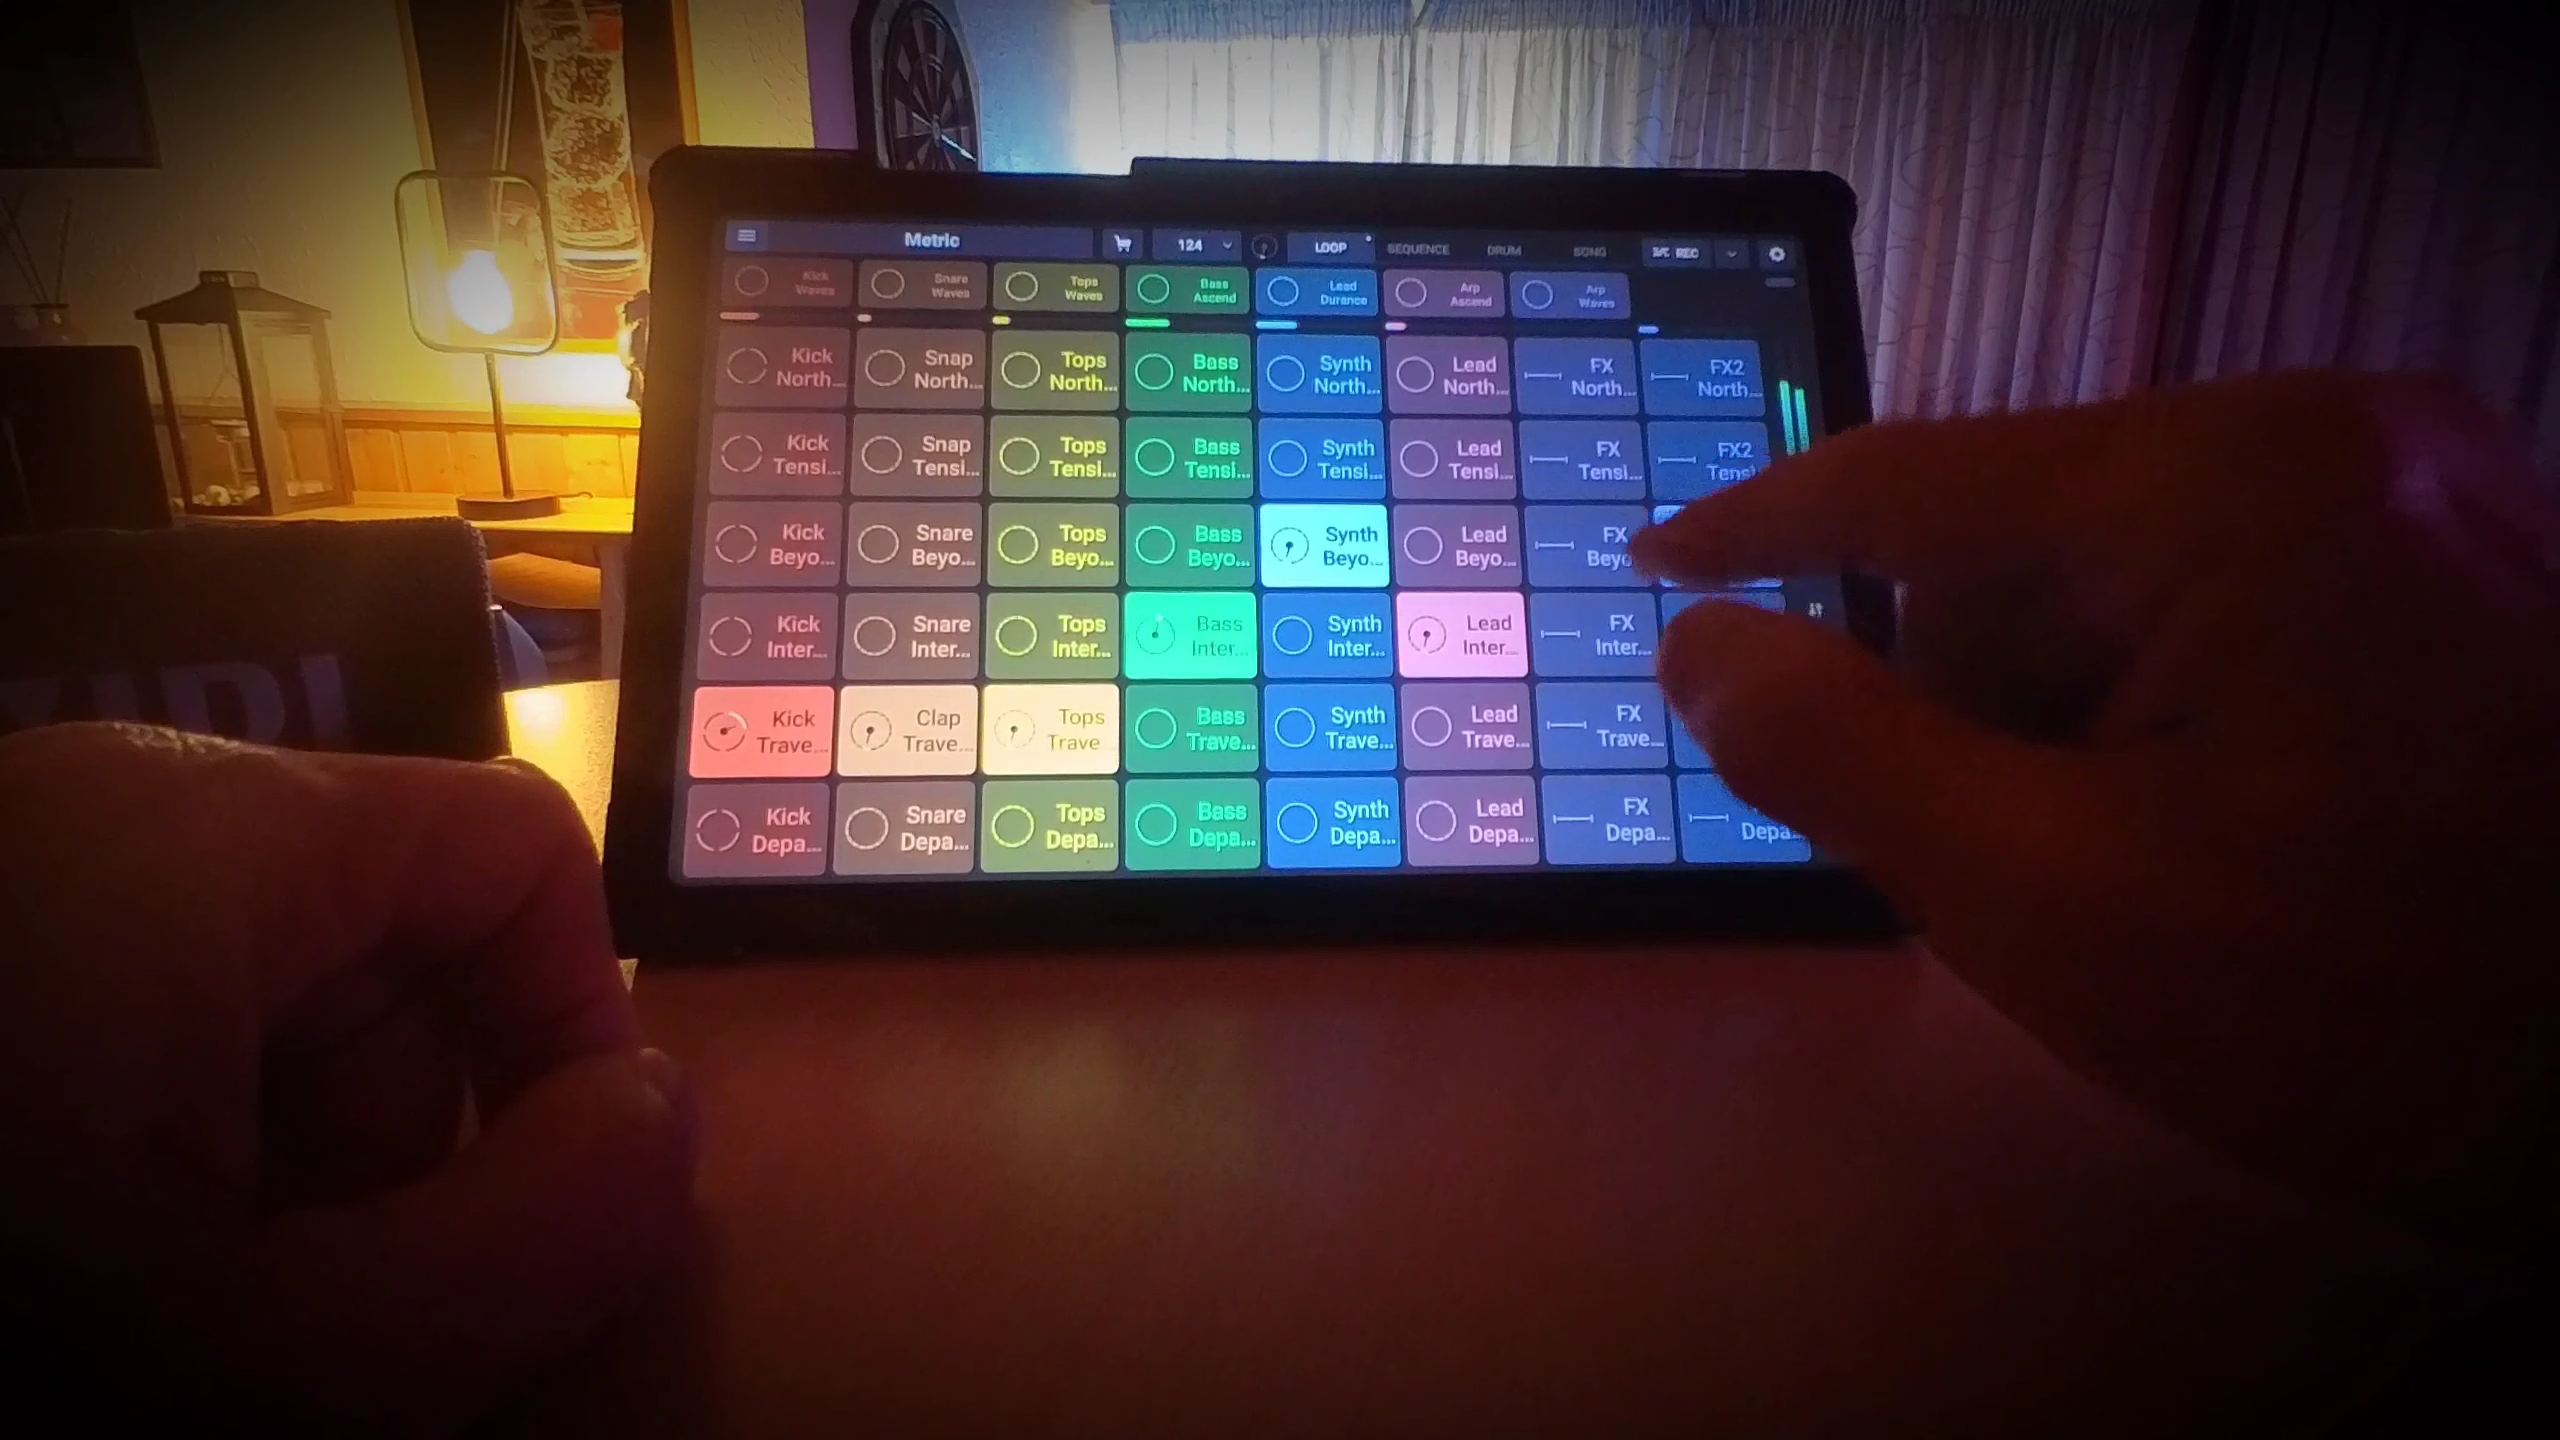 Metric
124
LOOP
SEQUENCE
DRUM
SONG
REC
Kick
Waves
Snare
Waves
Tops
Waves
Bass
Ascend
Lead
Durance
Arp
Ascend
Arp
Waves
Kick
North...
Snap
North...
Tops
North...
Bass
North...
Synth
North...
Lead
North...
FX
North...
FX2
North...
Kick
Tensi...
Snap
Tensi...
Tops
Tensi...
Bass
Tensi...
Synth
Tensi...
Lead
Tensi...
FX
Tensi...
FX2
Tensi
Kick
Beyo...
Snare
Beyo...
Tops
Beyo...
Bass
Beyo...
Synth
Beyo...
Lead
Beyo...
FX
Beyo
Kick
Inter...
Snare
Inter...
Tops
Inter...
Bass
Inter...
Synth
Inter...
Lead
Inter...
FX
Inter...
Kick
Trave...
Clap
Trave...
Tops
Trave...
Bass
Trave...
Synth
Trave...
Lead
Trave...
FX
Trave...
Kick
Depa...
Snare
Depa...
Tops
Depa...
Bass
Depa...
Synth
Depa...
Lead
Depa...
FX
Depa...
Depa...